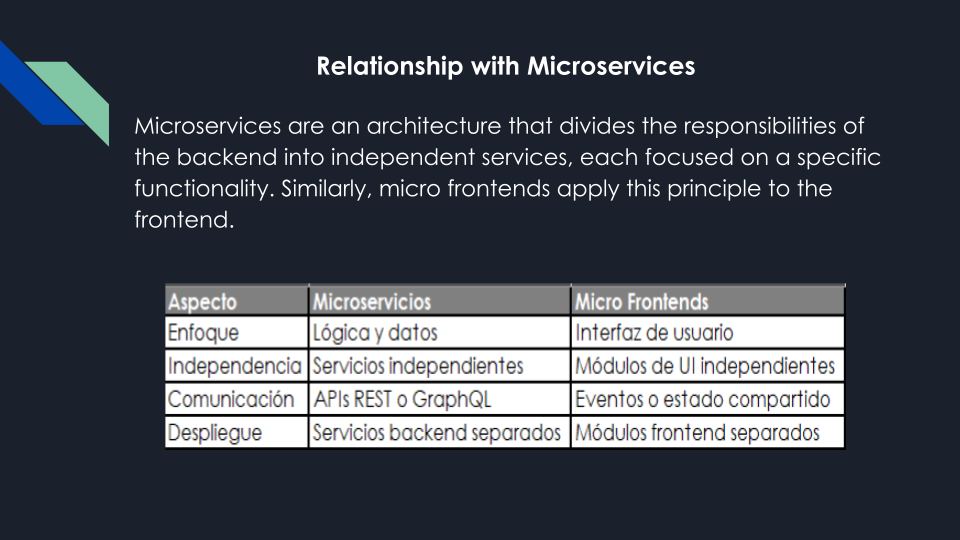 Relationship with Microservices
Microservices are an architecture that divides the responsibilities of
the backend into independent services, each focused on a specific
functionality. Similarly, micro frontends apply this principle to the
frontend.
Aspecto Microservicios Micro Frontends
Enfoque Lógica y datos Interfaz de usuario
Independencia Servicios independientes Módulos de UI independientes
Comunicación APIs REST o GraphQL Eventos o estado compartido
Despliegue Servicios backend separados Módulos frontend separados